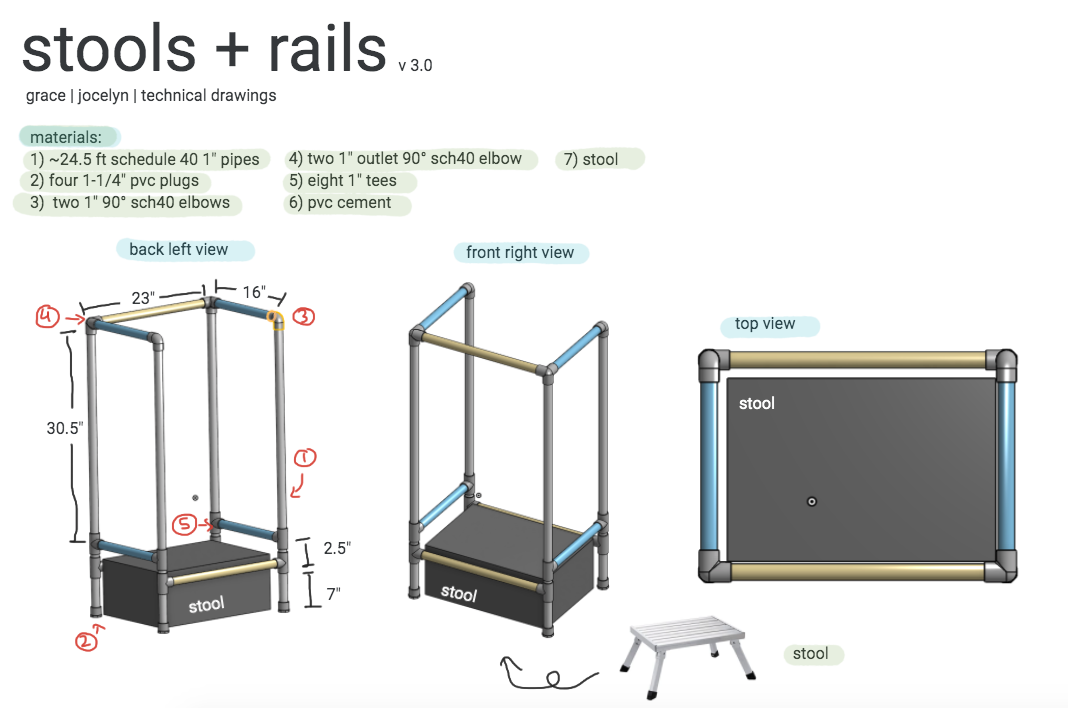 stools + rails v 3.0
grace | jocelyn | technical drawings
materials:
1) ~24.5 ft schedule 40 1" pipes
2) four 1-1/4" pvc plugs
3) two 1" 90° sch40 elbows
4) two 1" outlet 90° sch40 elbow
5) eight 1" tees
6) pvc cement
7) stool
back left view
23"
16"
4
3
30.5"
1
5
2.5"
7"
stool
2
front right view
stool
top view
stool
stool